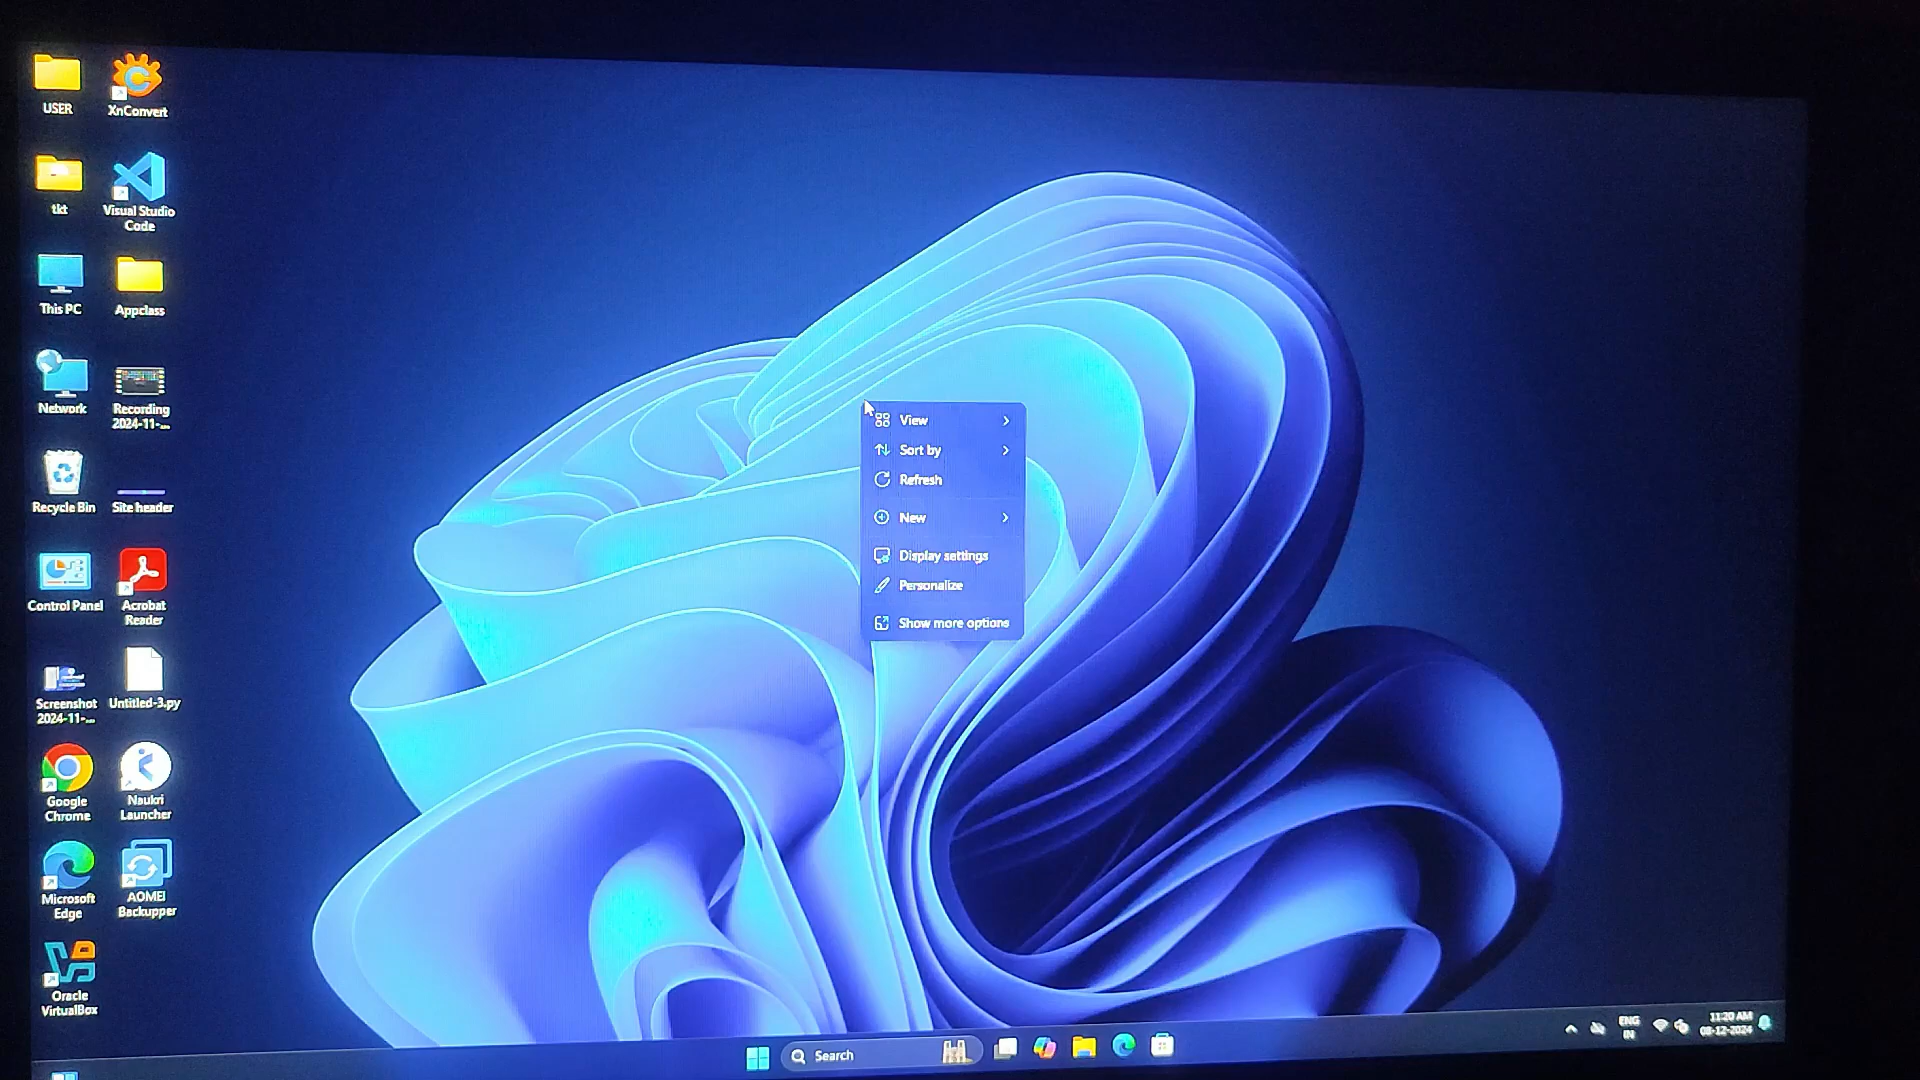 USER
XnConvert
tkt
Visual Studio
Code
This PC
Appclass
Network
Recording
2024-11-...
Recycle Bin
Site header
Control Panel
Acrobat
Reader
Screenshot
2024-11-...
Untitled-3.py
Google
Chrome
Naukri
Launcher
Microsoft
Edge
AOMEI
Backupper
Oracle
VirtualBox
View
Sort by
Refresh
New
Display settings
Personalize
Show more options
Search
ENG
IN
11:20 AM
08-12-2024